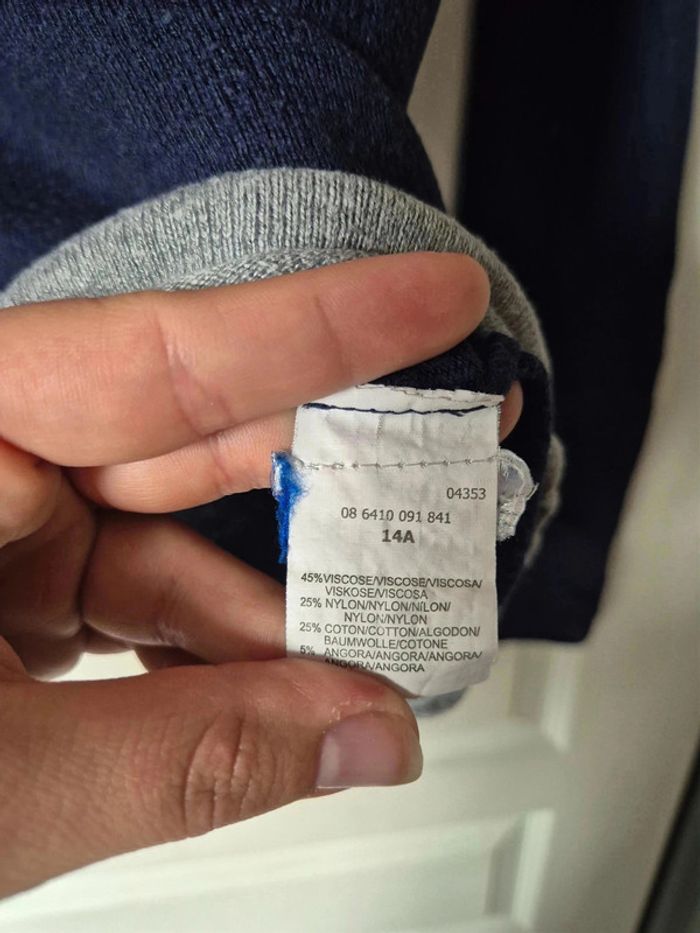 04353
08 6410 091 841
14A
45%VISCOSE/VISCOSE/VISCOSA/
VISKOSE/VISCOSA
25% NYLON/NYLON/NILON/
NYLON/NYLON
25% COTON/COTTON/ALGODON/
BAUMWOLLE/COTONE
5% ANGORA/ANGORA/ANGORA/
ANGORA/ANGORA